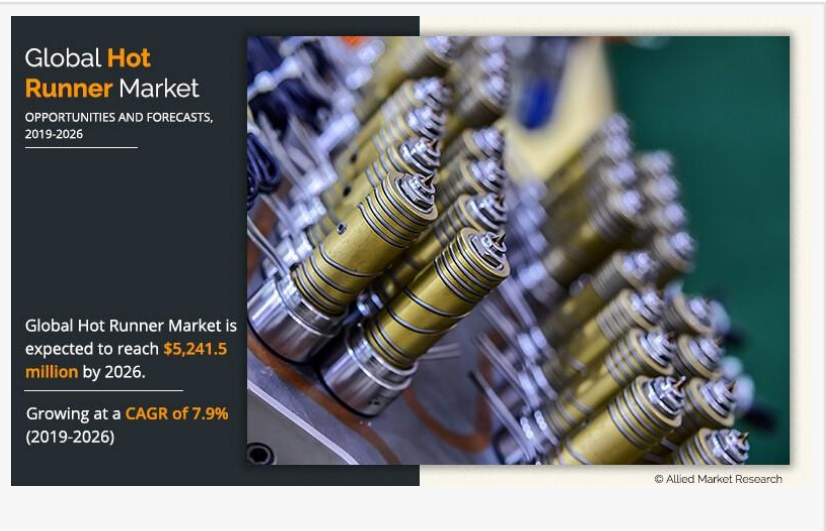 Global Hot
Runner Market
OPPORTUNITIES AND FORECASTS,
2019-2026
Global Hot Runner Market is
expected to reach $5,241.5
million by 2026.
Growing at a CAGR of 7.9%
(2019-2026)
© Allied Market Research